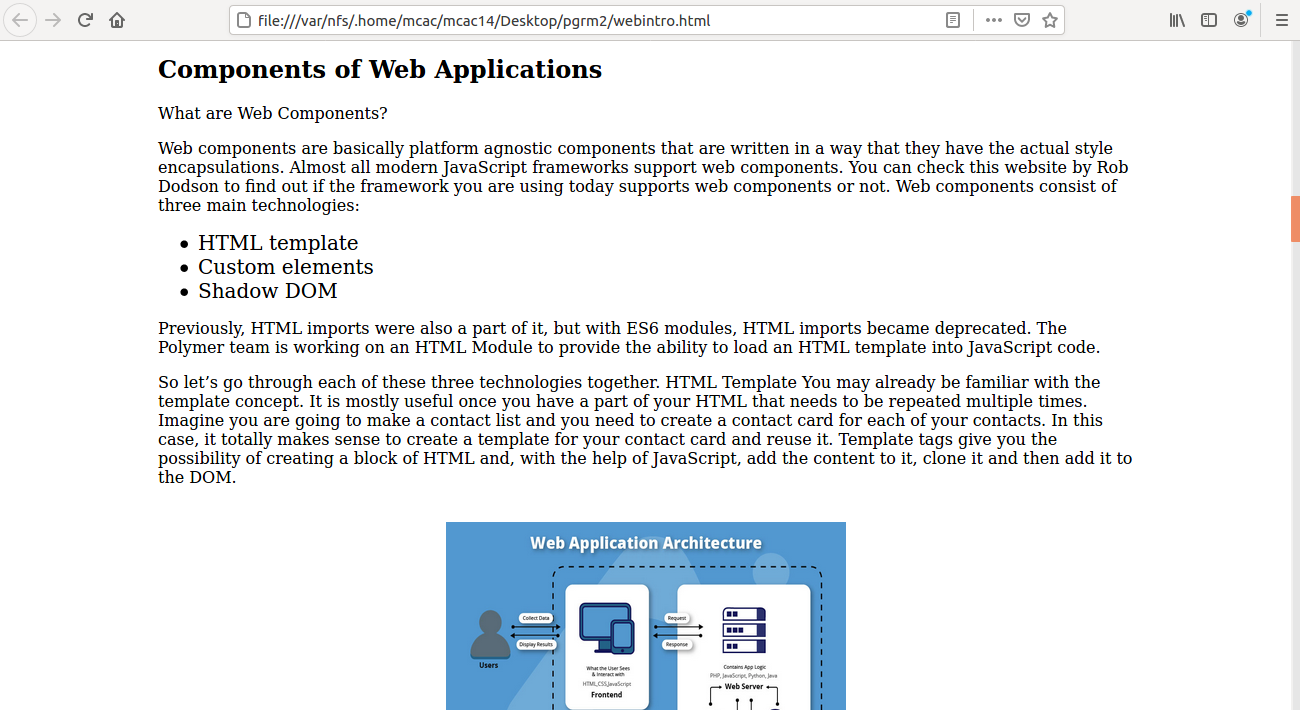 file:///var/nfs/.home/mcac/mcac14/Desktop/pgrm2/webintro.html
Components of Web Applications
What are Web Components?
Web components are basically platform agnostic components that are written in a way that they have the actual style
encapsulations. Almost all modern JavaScript frameworks support web components. You can check this website by Rob
Dodson to find out if the framework you are using today supports web components or not. Web components consist of
three main technologies:
• HTML template
• Custom elements
• Shadow DOM
Previously, HTML imports were also a part of it, but with ES6 modules, HTML imports became deprecated. The
Polymer team is working on an HTML Module to provide the ability to load an HTML template into JavaScript code.
So let’s go through each of these three technologies together. HTML Template You may already be familiar with the
template concept. It is mostly useful once you have a part of your HTML that needs to be repeated multiple times.
Imagine you are going to make a contact list and you need to create a contact card for each of your contacts. In this
case, it totally makes sense to create a template for your contact card and reuse it. Template tags give you the
possibility of creating a block of HTML and, with the help of JavaScript, add the content to it, clone it and then add it to
the DOM.
Web Application Architecture
Collect Data
Display Results
Users
What the User Sees
& Interact with
HTML,CSS,JavaScript
Frontend
Request
Response
Contains App Logic
PHP, JavaScript, Python, Java
Web Server